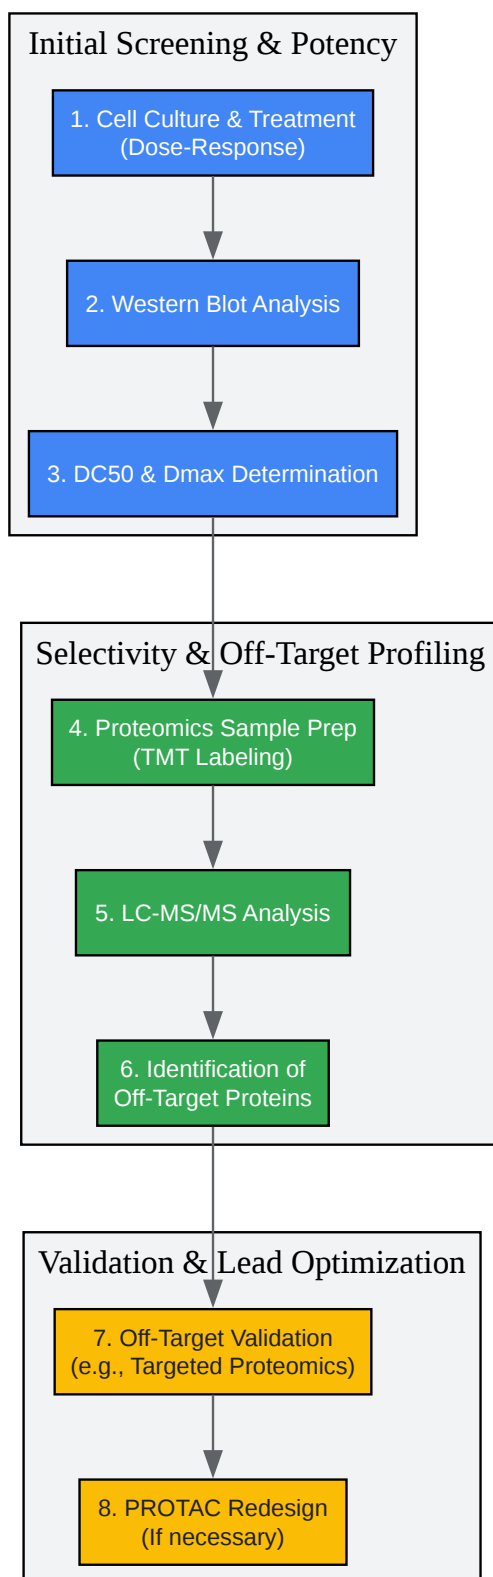 Initial Screening & Potency
1. Cell Culture & Treatment
(Dose-Response)
2. Western Blot Analysis
3. DC50 & Dmax Determination
Selectivity & Off-Target Profiling
4. Proteomics Sample Prep
(TMT Labeling)
5. LC-MS/MS Analysis
6. Identification of
Off-Target Proteins
Validation & Lead Optimization
7. Off-Target Validation
(e.g., Targeted Proteomics)
8. PROTAC Redesign
(If necessary)